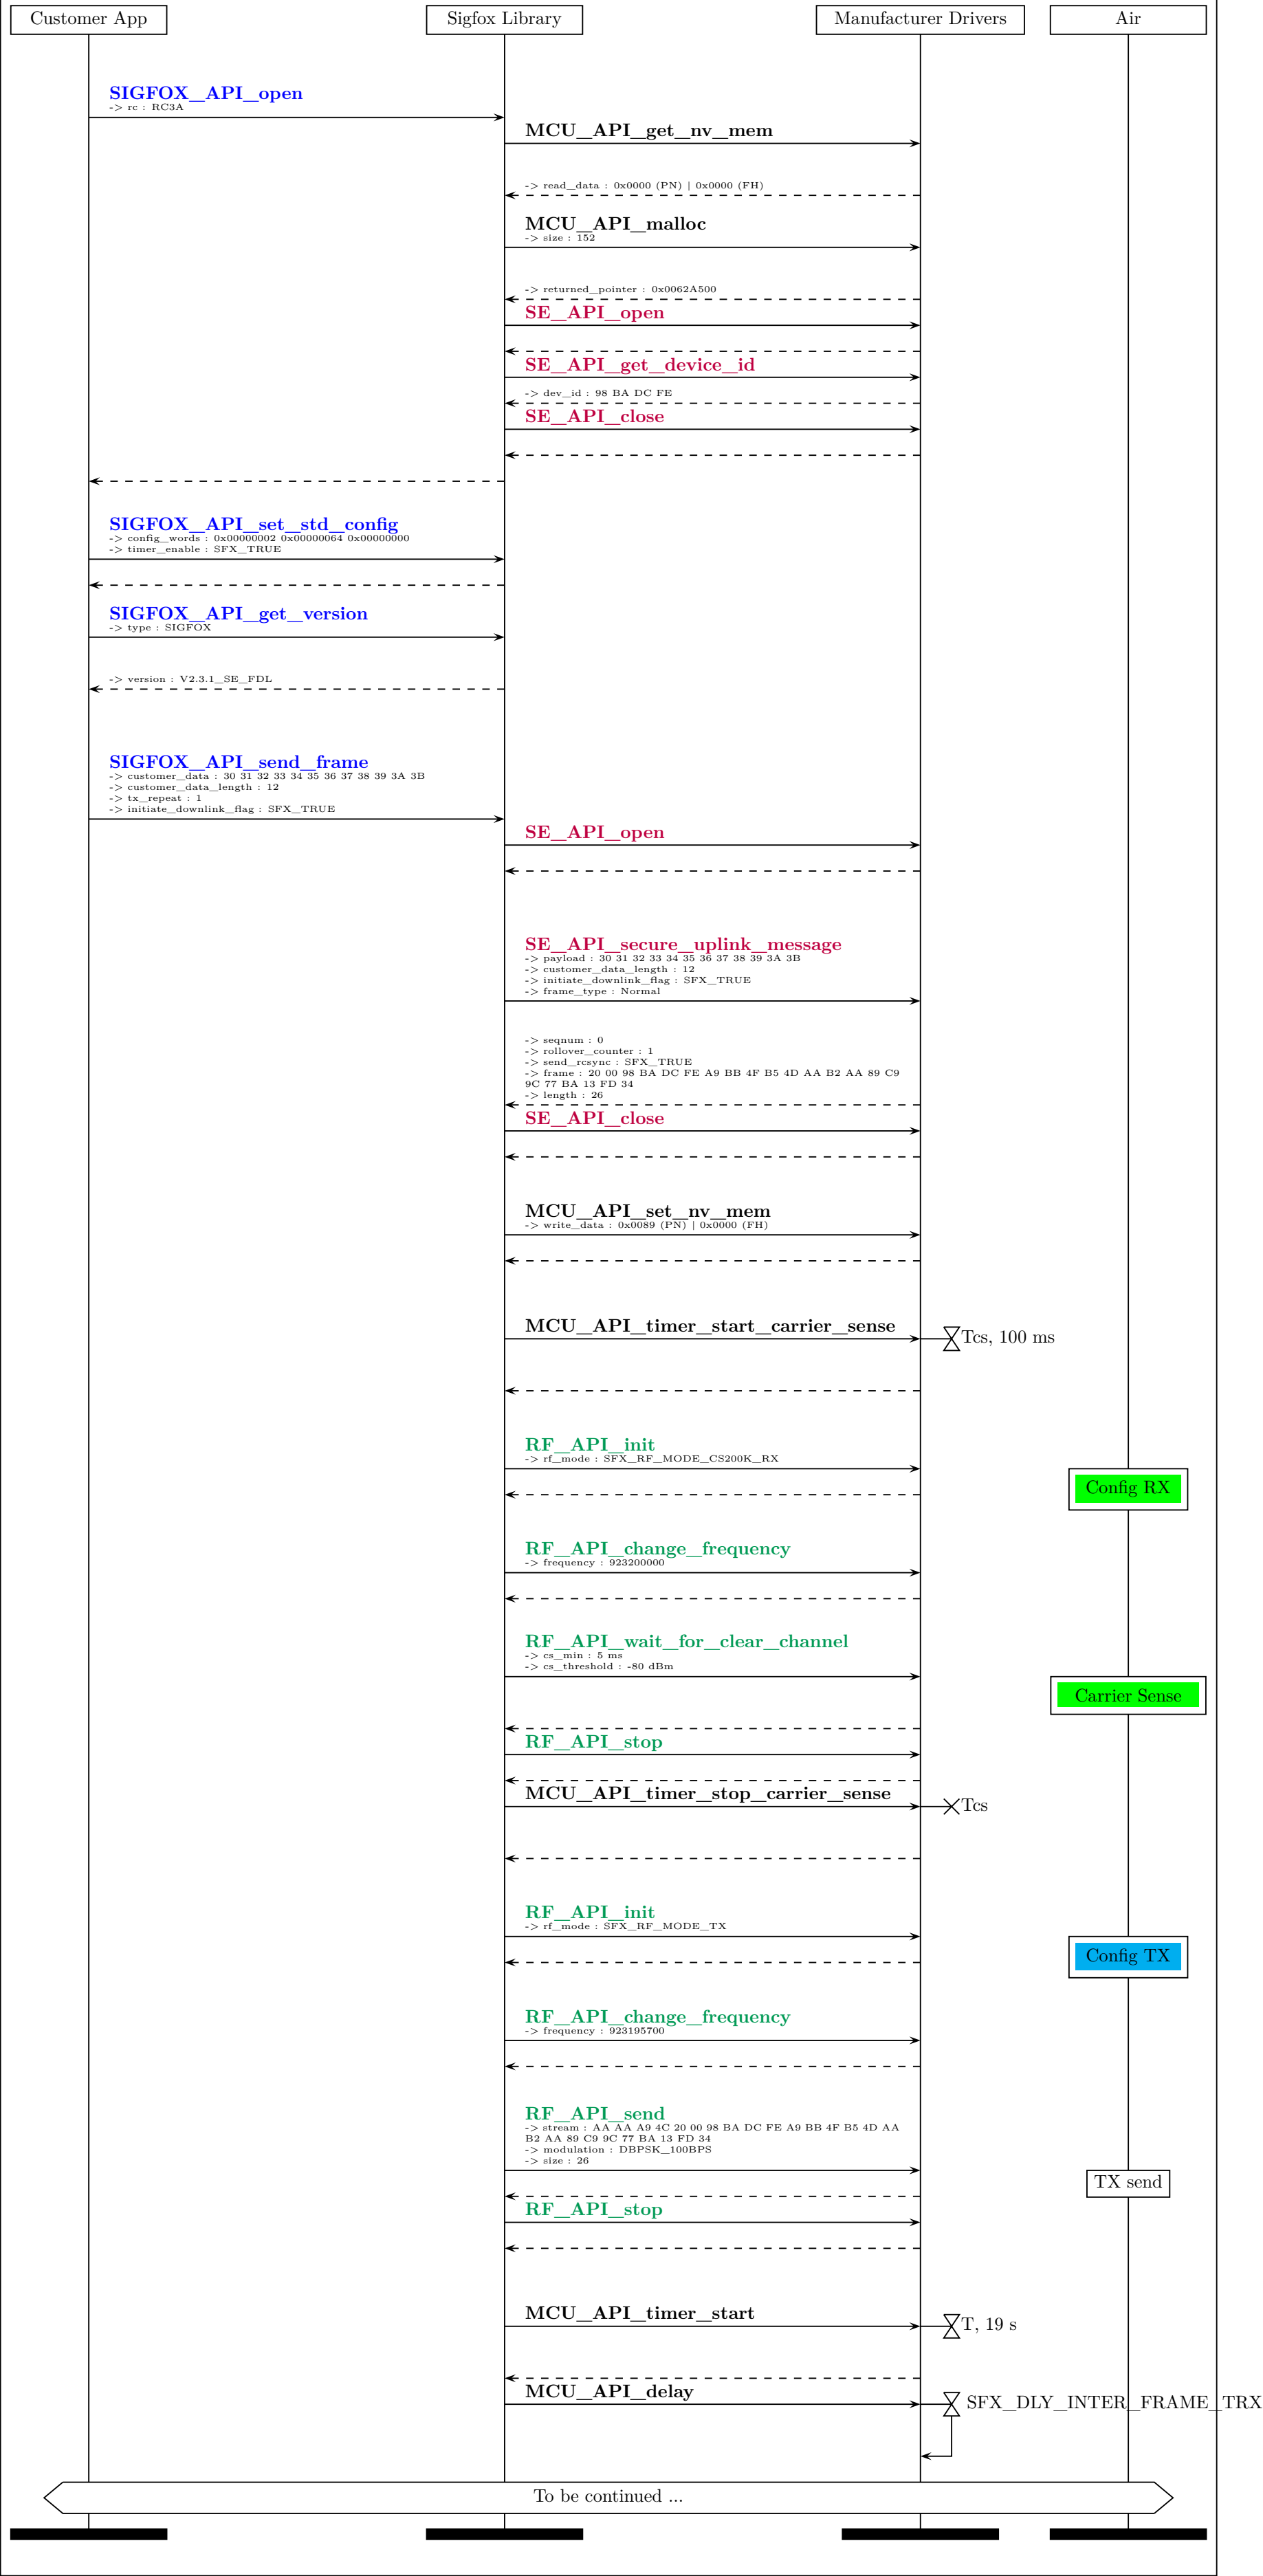 Customer App
Sigfox Library
Manufacturer Drivers
Air
SIGFOX_API_open
-> rc : RC3A
MCU_API_get_nv_mem
-> read_data : 0x0000 (PN) | 0x0000 (FH)
MCU_API_malloc
-> size : 152
-> returned_pointer : 0x0062A500
SE_API_open
SE_API_get_device_id
-> dev_id : 98 BA DC FE
SE_API_close
SIGFOX_API_set_std_config
-> config_words : 0x00000002 0x00000064 0x00000000
-> timer_enable : SFX_TRUE
SIGFOX_API_get_version
-> type : SIGFOX
-> version : V2.3.1_SE_FDL
SIGFOX_API_send_frame
-> customer_data : 30 31 32 33 34 35 36 37 38 39 3A 3B
-> customer_data_length : 12
-> tx_repeat : 1
-> initiate_downlink_flag : SFX_TRUE
SE_API_open
SE_API_secure_uplink_message
-> payload : 30 31 32 33 34 35 36 37 38 39 3A 3B
-> customer_data_length : 12
-> initiate_downlink_flag : SFX_TRUE
-> frame_type : Normal
-> seqnum : 0
-> rollover_counter : 1
-> send_rcsync : SFX_TRUE
-> frame : 20 00 98 BA DC FE A9 BB 4F B5 4D AA B2 AA 89 C9
9C 77 BA 13 FD 34
-> length : 26
SE_API_close
MCU_API_set_nv_mem
-> write_data : 0x0089 (PN) | 0x0000 (FH)
MCU_API_timer_start_carrier_sense
Tcs, 100 ms
RF_API_init
-> rf_mode : SFX_RF_MODE_CS200K_RX
Config RX
RF_API_change_frequency
-> frequency : 923200000
RF_API_wait_for_clear_channel
-> cs_min : 5 ms
-> cs_threshold : -80 dBm
Carrier Sense
RF_API_stop
MCU_API_timer_stop_carrier_sense
Tcs
RF_API_init
-> rf_mode : SFX_RF_MODE_TX
Config TX
RF_API_change_frequency
-> frequency : 923195700
RF_API_send
-> stream : AA AA A9 4C 20 00 98 BA DC FE A9 BB 4F B5 4D AA
B2 AA 89 C9 9C 77 BA 13 FD 34
-> modulation : DBPSK_100BPS
-> size : 26
TX send
RF_API_stop
MCU_API_timer_start
T, 19 s
MCU_API_delay
SFX_DLY_INTER_FRAME_TRX
To be continued ...